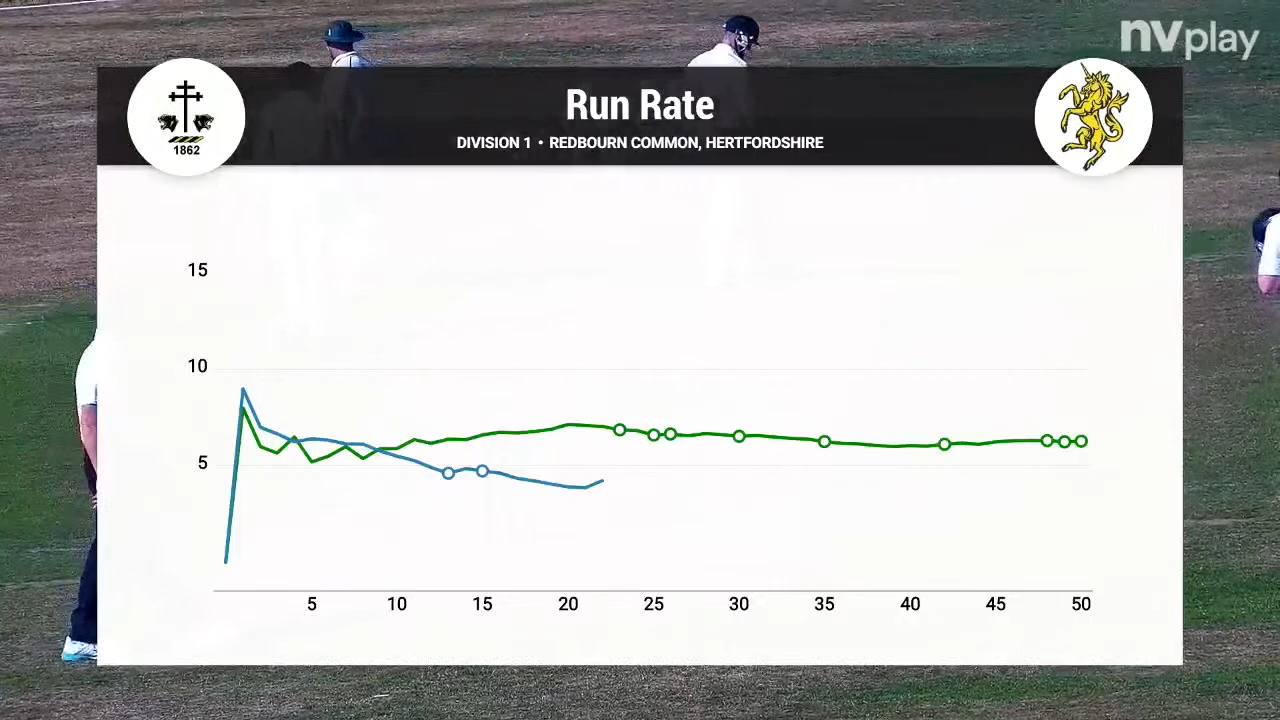 nvplay
Run Rate
DIVISION 1 • REDBOURN COMMON, HERTFORDSHIRE
1862
15
10
5
5 10 15 20 25 30 35 40 45 50